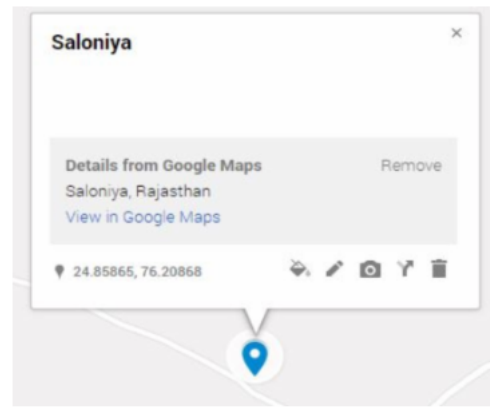 Saloniya
Details from Google Maps Remove
Saloniya, Rajasthan
View in Google Maps
24.85865, 76.20868